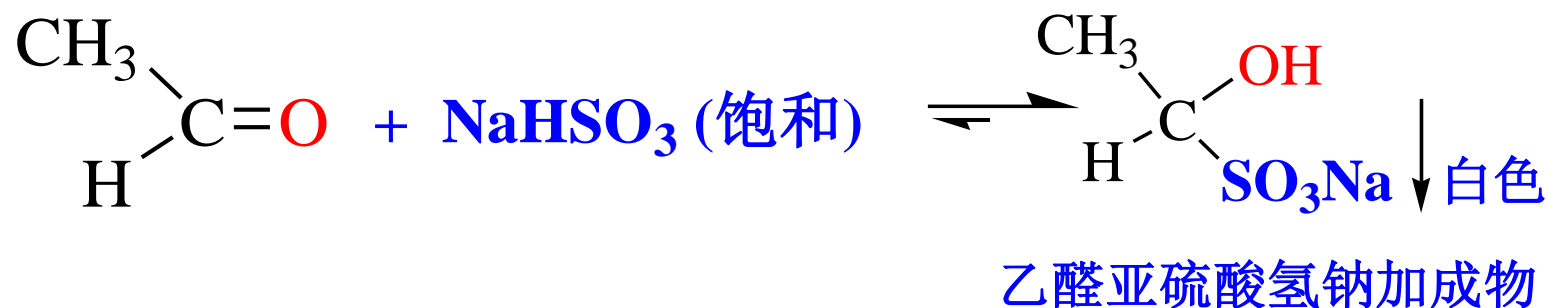 CH₃ C=O H + NaHSO₃ (饱和) ⇌ CH₃ OH C H SO₃Na ↓ 白色
乙醛亚硫酸氢钠加成物